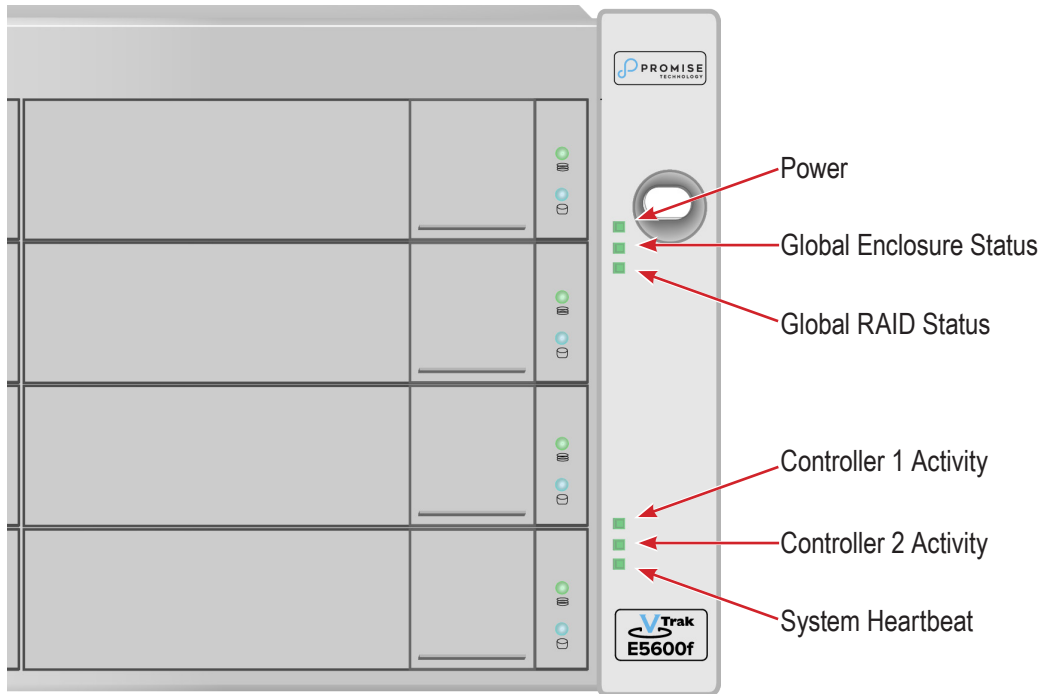 PROMISE
TECHNOLOGY
Power
Global Enclosure Status
Global RAID Status
Controller 1 Activity
Controller 2 Activity
System Heartbeat
VTrak
E5600f